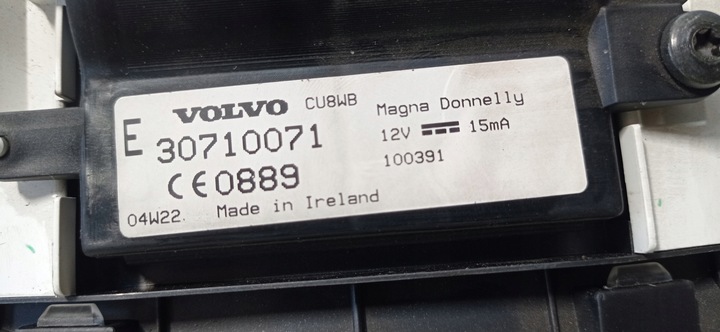 VOLVO CU8WB
E 30710071
CE0889
04W22. Made in Ireland
Magna Donnelly
12V 15mA
100391